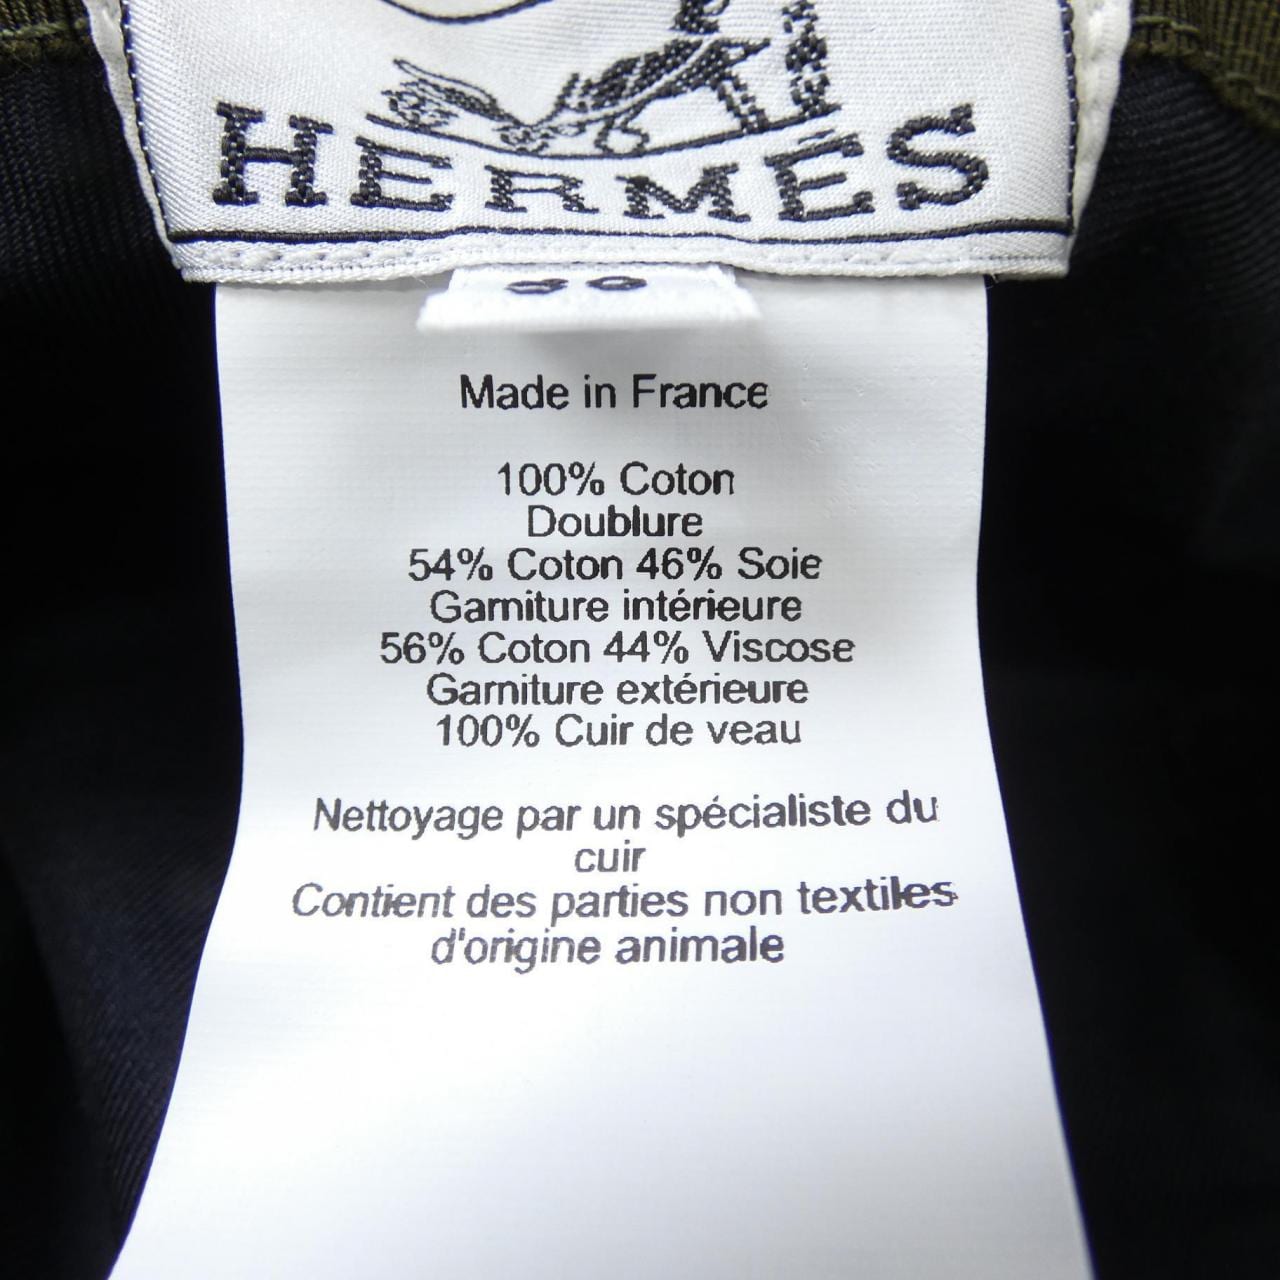 HERMÈS
Made in France
100% Coton
Doublure
54% Coton 46% Soie
Garniture intérieure
56% Coton 44% Viscose
Garniture extérieure
100% Cuir de veau
Nettoyage par un spécialiste du
cuir
Contient des parties non textiles
d'origine animale